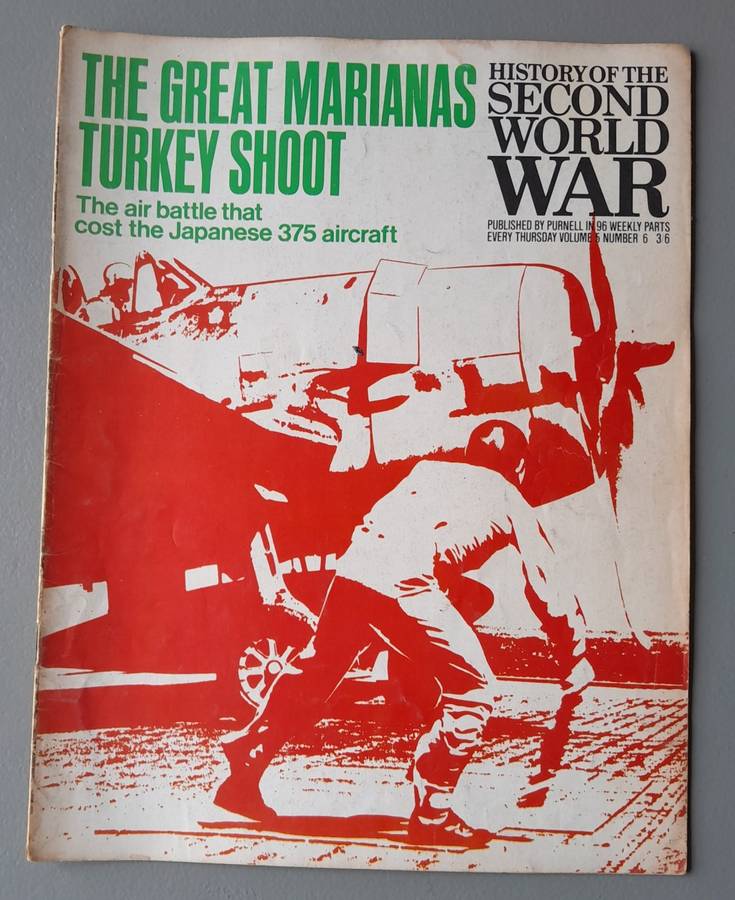 THE GREAT MARIANAS
TURKEY SHOOT
The air battle that
cost the Japanese 375 aircraft
HISTORY OF THE
SECOND
WORLD
WAR
PUBLISHED BY PURNELL IN 96 WEEKLY PARTS
EVERY THURSDAY VOLUME 5 NUMBER 6 3/6